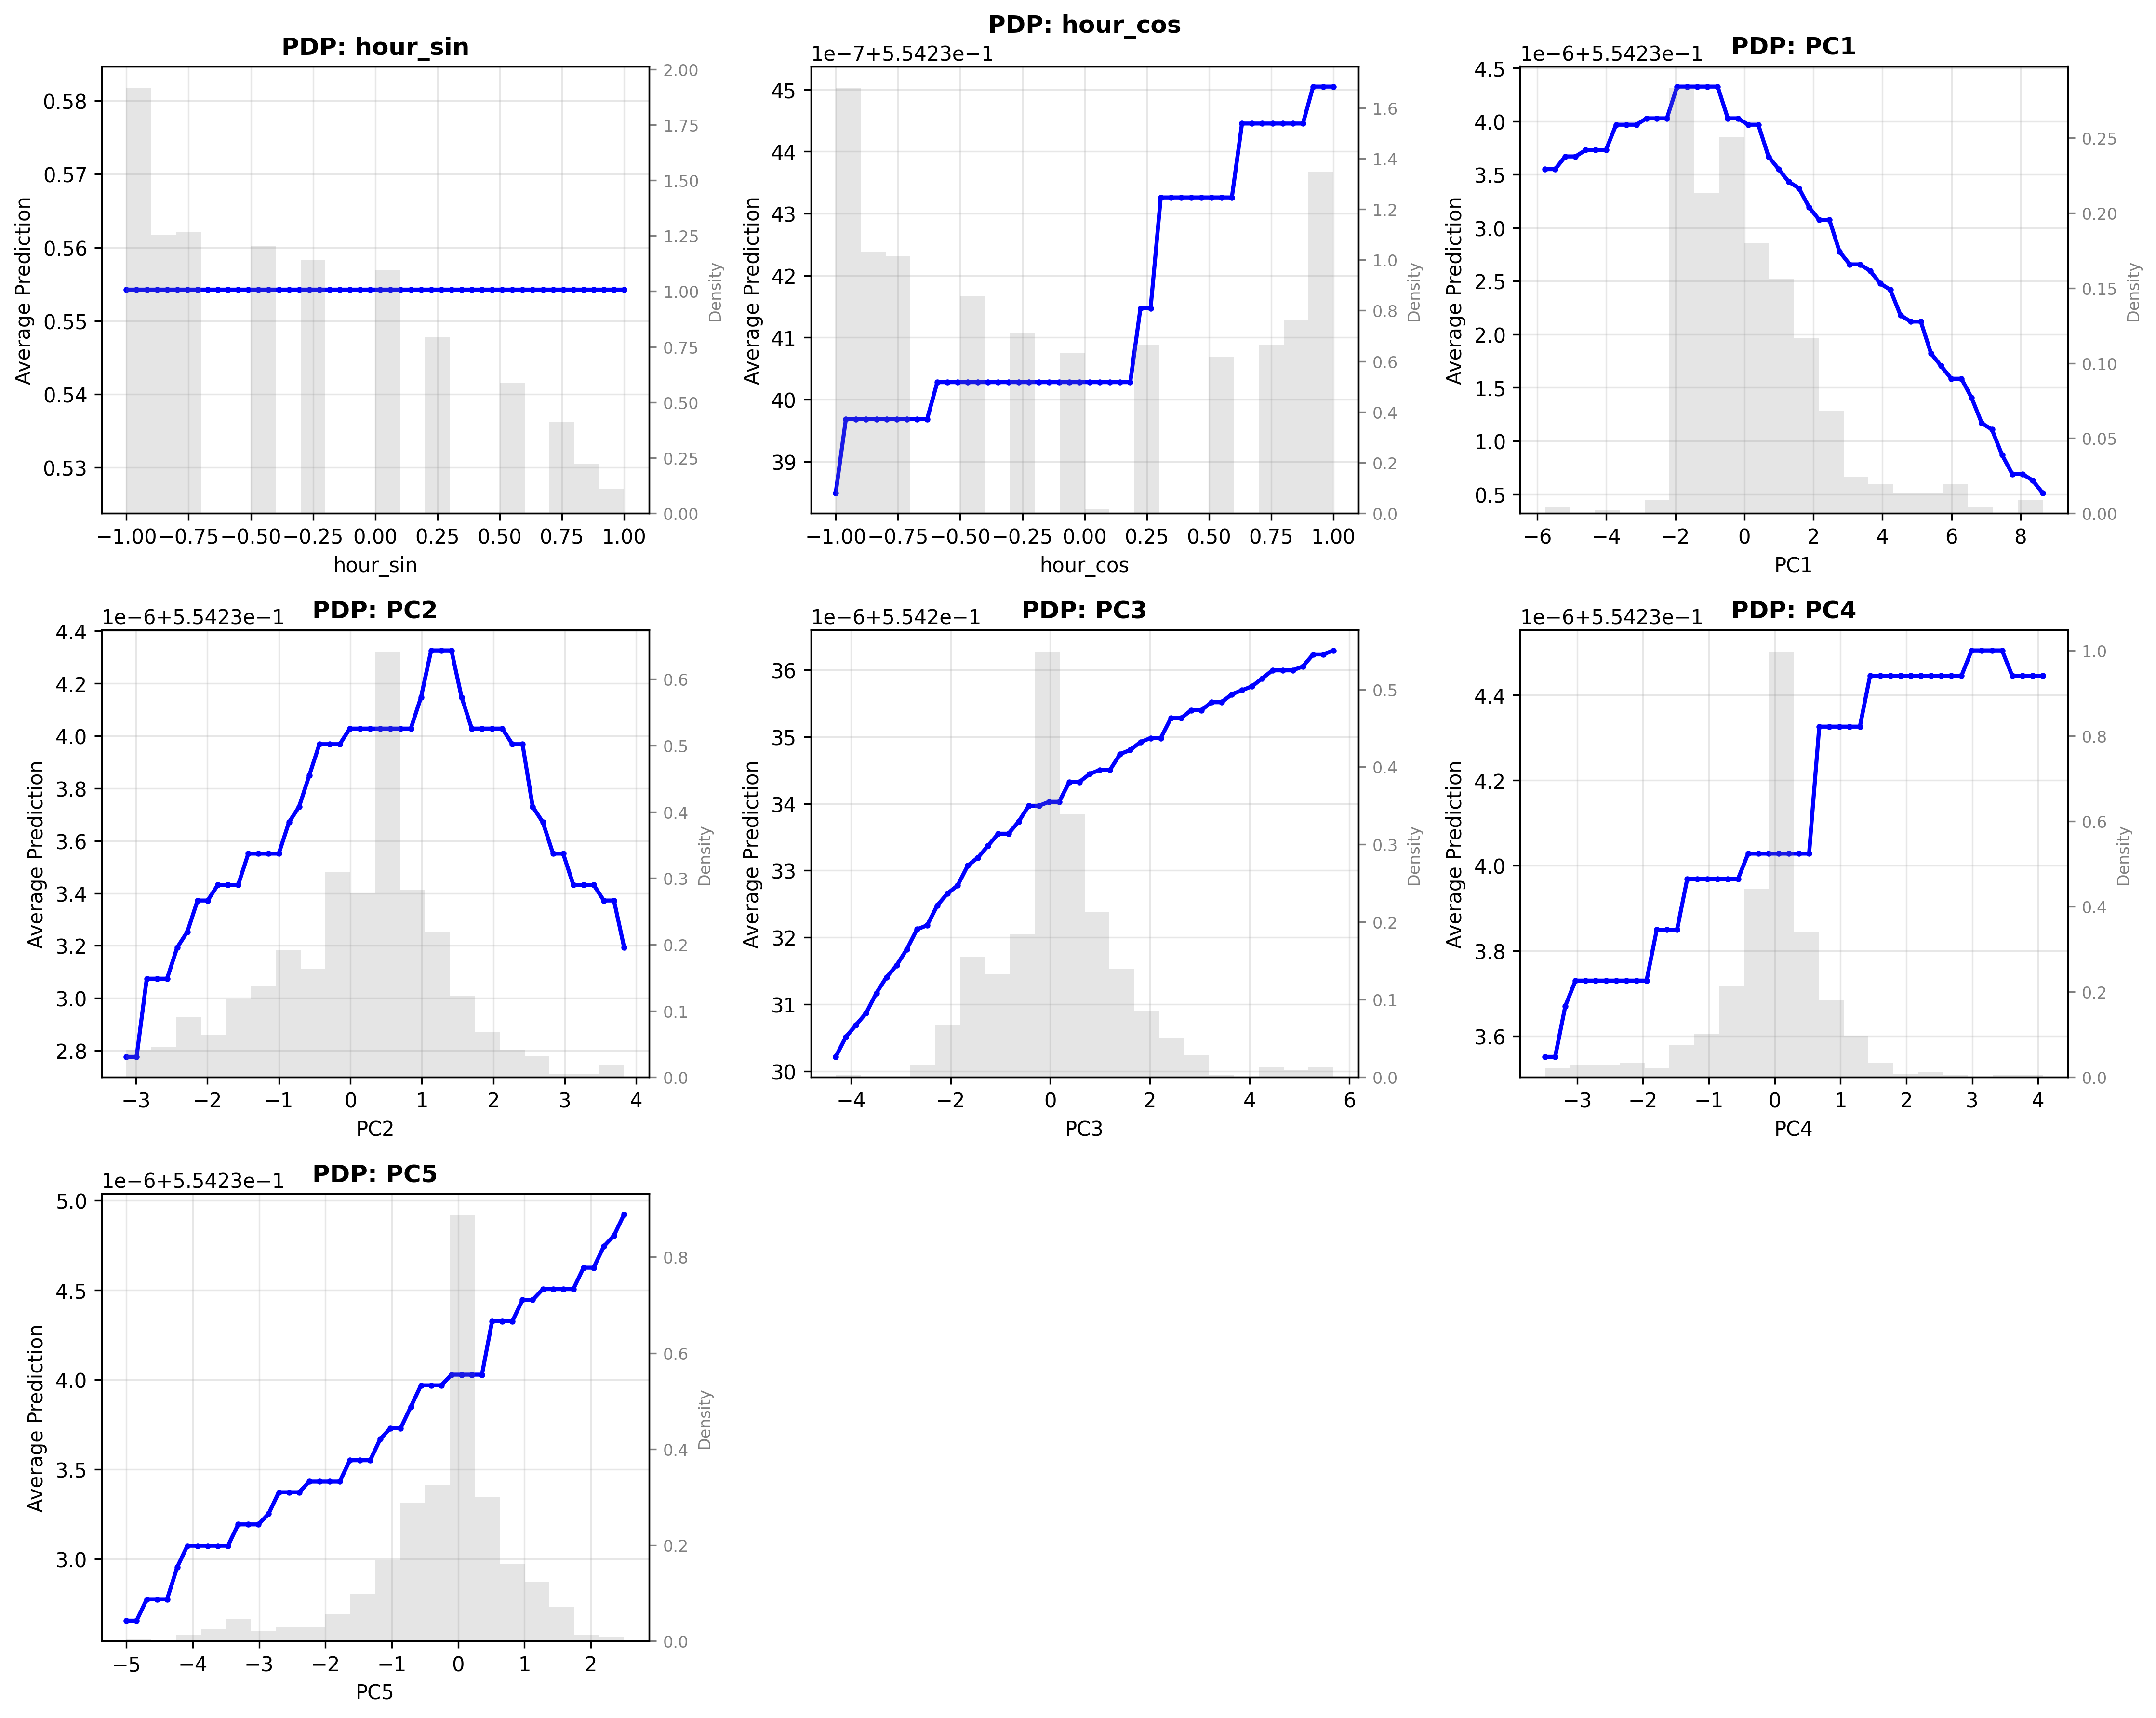 PDP: hour_sin
0.58
0.57
0.56
0.55
0.54
0.53
Average Prediction
2.00
1.75
1.50
1.25
1.00
0.75
0.50
0.25
0.00
Density
−1.00 −0.75 −0.50 −0.25 0.00 0.25 0.50 0.75 1.00
hour_sin
PDP: hour_cos
1e−7+5.5423e−1
45
44
43
42
41
40
39
Average Prediction
1.6
1.4
1.2
1.0
0.8
0.6
0.4
0.2
0.0
Density
−1.00 −0.75 −0.50 −0.25 0.00 0.25 0.50 0.75 1.00
hour_cos
1e−6+5.5423e−1 PDP: PC1
4.5
4.0
3.5
3.0
2.5
2.0
1.5
1.0
0.5
Average Prediction
0.25
0.20
0.15
0.10
0.05
0.00
Density
−6 −4 −2 0 2 4 6 8
PC1
1e−6+5.5423e−1 PDP: PC2
4.4
4.2
4.0
3.8
3.6
3.4
3.2
3.0
2.8
Average Prediction
0.6
0.5
0.4
0.3
0.2
0.1
0.0
Density
−3 −2 −1 0 1 2 3 4
PC2
1e−6+5.542e−1 PDP: PC3
36
35
34
33
32
31
30
Average Prediction
0.5
0.4
0.3
0.2
0.1
0.0
Density
−4 −2 0 2 4 6
PC3
1e−6+5.5423e−1 PDP: PC4
4.4
4.2
4.0
3.8
3.6
Average Prediction
1.0
0.8
0.6
0.4
0.2
0.0
Density
−3 −2 −1 0 1 2 3 4
PC4
1e−6+5.5423e−1 PDP: PC5
5.0
4.5
4.0
3.5
3.0
Average Prediction
0.8
0.6
0.4
0.2
0.0
Density
−5 −4 −3 −2 −1 0 1 2
PC5